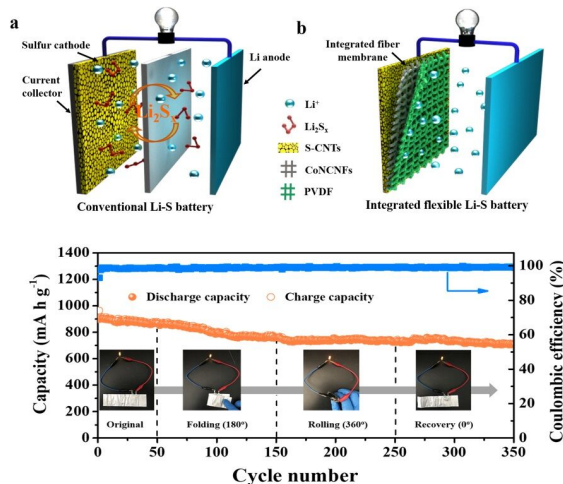 a
b
Sulfur cathode
Current
collector
Li anode
Li₂Sₓ
Conventional Li-S battery
Li⁺
Li₂Sₓ
S-CNTs
CoNCNFs
PVDF
Integrated fiber
membrane
Integrated flexible Li-S battery
Capacity (mA h g⁻¹)
1400
1200
1000
800
600
400
200
0
Discharge capacity
Charge capacity
Original
Folding (180°)
Rolling (360°)
Recovery (0°)
0
50
100
150
200
250
300
350
Cycle number
100
80
60
40
20
0
Coulombic efficiency (%)